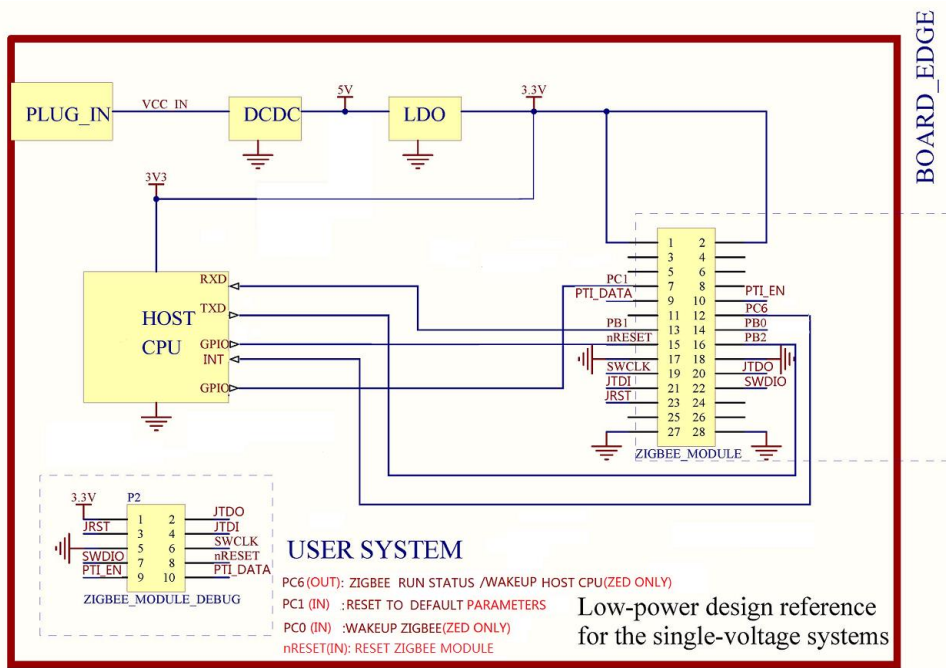 BOARD_EDGE
PLUG_IN
VCC IN
DCDC
5V
LDO
3.3V
3V3
HOST
CPU
RXD
TXD
GPIO
INT
GPIO
1 2
3 4
5 6
PC1 7 8
PTI_DATA 9 10 PTI_EN
11 12 PC6
PB1 13 14 PB0
nRESET 15 16 PB2
17 18
SWCLK 19 20 JTDO
JTDI 21 22 SWDIO
JRST 23 24
25 26
27 28
ZIGBEE_MODULE
3.3V
P2
1 2 JTDO
JRST 3 4 JTDI
5 6 SWCLK
SWDIO 7 8 nRESET
PTI_EN 9 10 PTI_DATA
ZIGBEE_MODULE_DEBUG
USER SYSTEM
PC6 (OUT): ZIGBEE RUN STATUS /WAKEUP HOST CPU(ZED ONLY)
PC1 (IN) :RESET TO DEFAULT PARAMETERS
PC0 (IN) :WAKEUP ZIGBEE(ZED ONLY)
nRESET(IN): RESET ZIGBEE MODULE
Low-power design reference
for the single-voltage systems